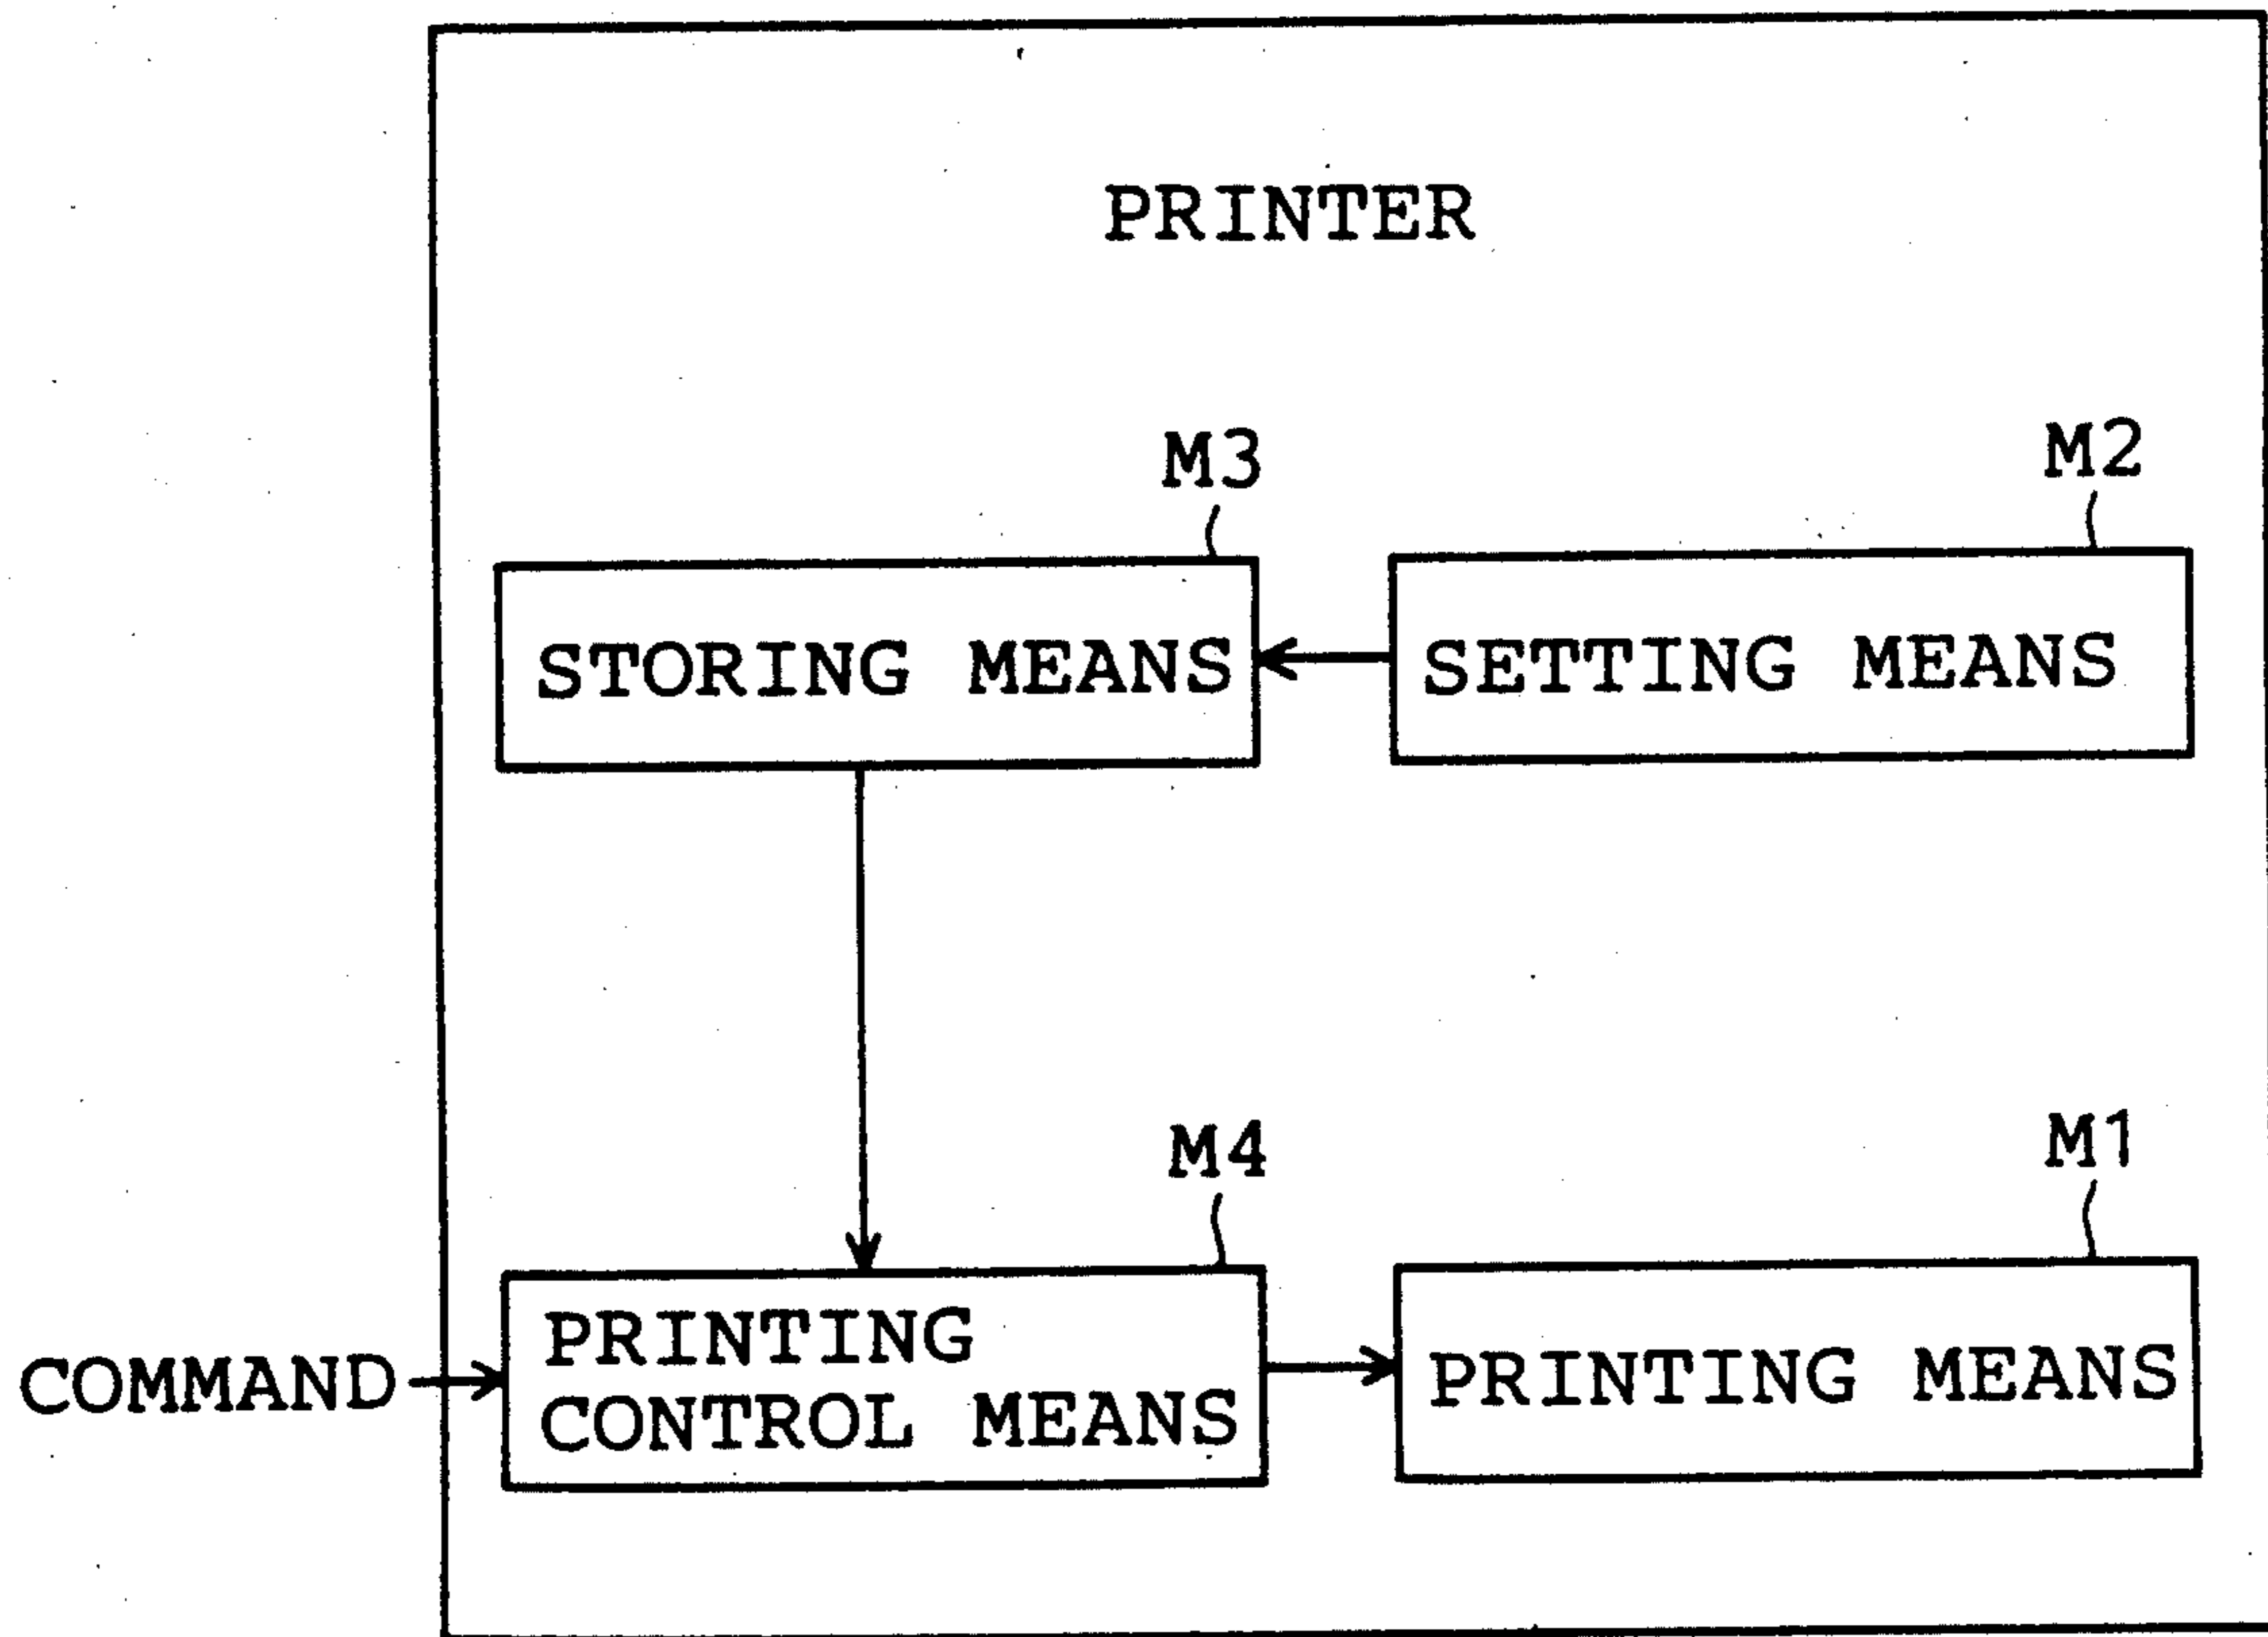 PRINTER
M3
M2
STORING MEANS
SETTING MEANS
M4
M1
COMMAND
PRINTING
CONTROL MEANS
PRINTING MEANS